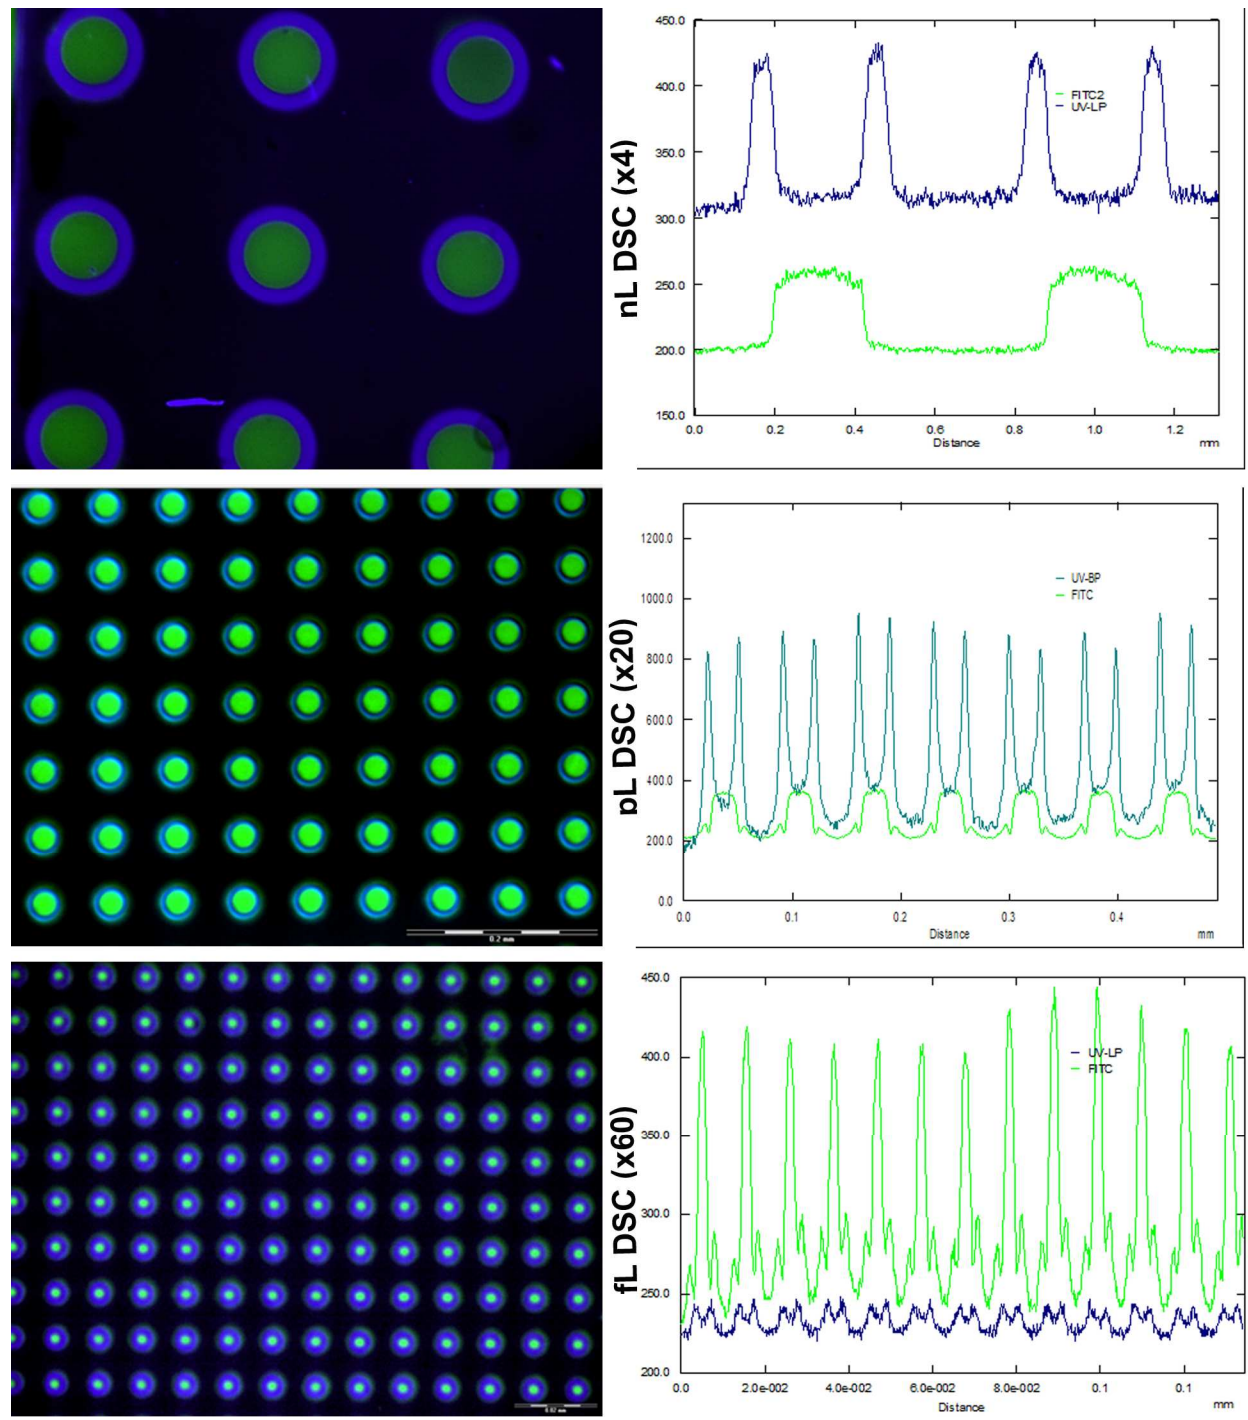 nL DSC (x4)
450.0
400.0
350.0
300.0
250.0
200.0
150.0
FITC2
UV-LP
0.0 0.2 0.4 0.6 0.8 1.0 1.2
Distance mm
0.2 mm
pL DSC (x20)
1200.0
1000.0
800.0
600.0
400.0
200.0
0.0
UV-BP
FITC
0.0 0.1 0.2 0.3 0.4
Distance mm
0.02 mm
fL DSC (x60)
450.0
400.0
350.0
300.0
250.0
200.0
UV-LP
FITC
0.0 2.0e-002 4.0e-002 6.0e-002 8.0e-002 0.1 0.1
Distance mm